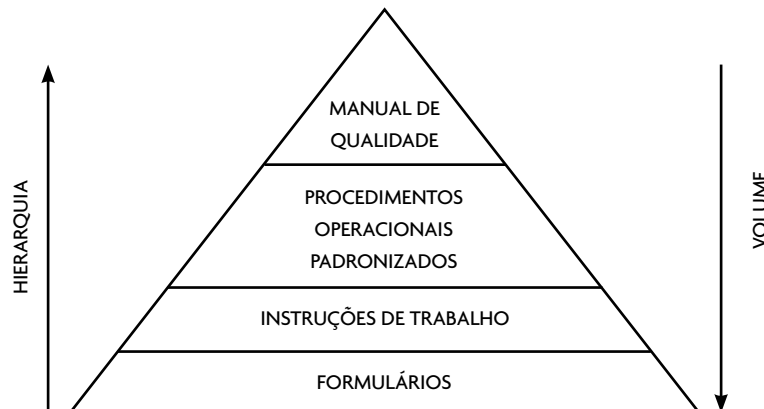 MANUAL DE
QUALIDADE
PROCEDIMENTOS
OPERACIONAIS
PADRONIZADOS
INSTRUÇÕES DE TRABALHO
FORMULÁRIOS
HIERARQUIA
VOLUME